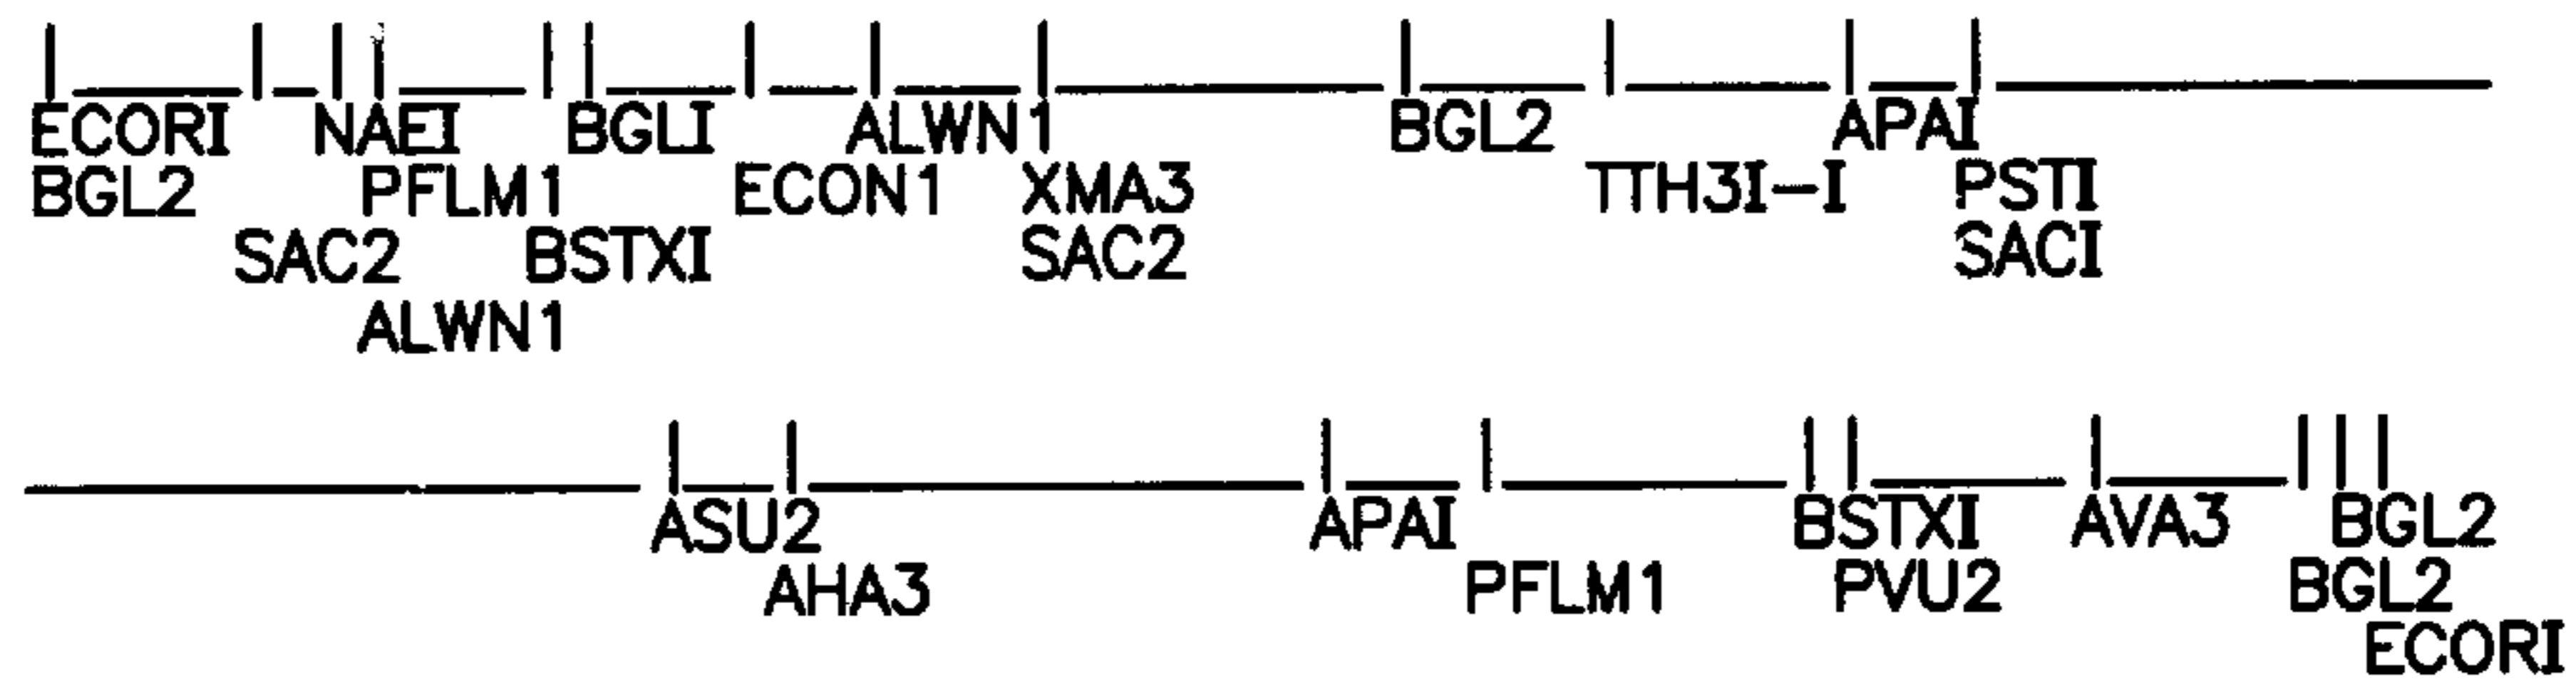 ECORI NAEI BGLI ALWN1 BGL2 APAI
BGL2 PFLM1 ECON1 XMA3 TTH3I-I PSTI
SAC2 BSTXI SAC2 SACI
ALWN1
ASU2 APAI BSTXI AVA3 BGL2
AHA3 PFLM1 PVU2 BGL2
ECORI